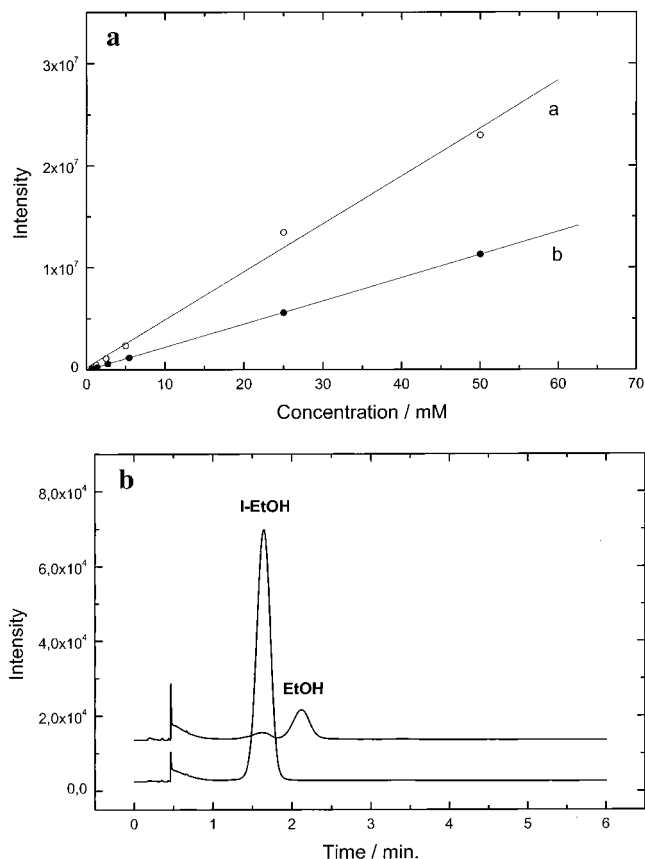 a
3x10⁷
2x10⁷
1x10⁷
0
Intensity
a
b
0 10 20 30 40 50 60 70
Concentration / mM
b
8,0x10⁴
6,0x10⁴
4,0x10⁴
2,0x10⁴
0,0
Intensity
I-EtOH
EtOH
0 1 2 3 4 5 6
Time / min.